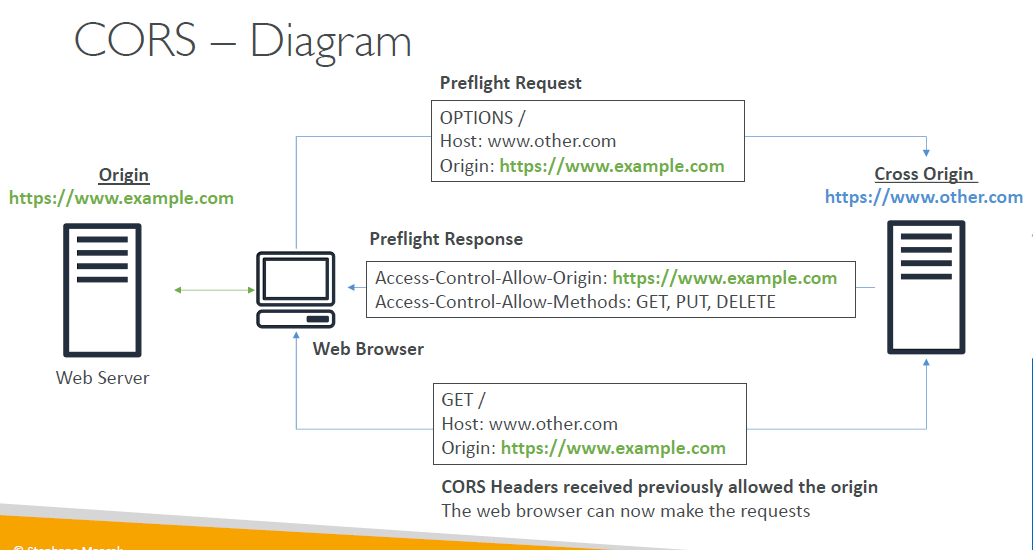 CORS – Diagram
Preflight Request
OPTIONS /
Host: www.other.com
Origin: https://www.example.com
Origin
https://www.example.com
Cross Origin
https://www.other.com
Preflight Response
Access-Control-Allow-Origin: https://www.example.com
Access-Control-Allow-Methods: GET, PUT, DELETE
Web Browser
Web Server
GET /
Host: www.other.com
Origin: https://www.example.com
CORS Headers received previously allowed the origin
The web browser can now make the requests